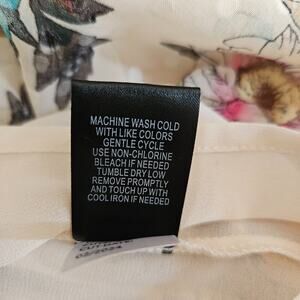 MACHINE WASH COLD
WITH LIKE COLORS
GENTLE CYCLE
USE NON-CHLORINE
BLEACH IF NEEDED
TUMBLE DRY LOW
REMOVE PROMPTLY
AND TOUCH UP WITH
COOL IRON IF NEEDED